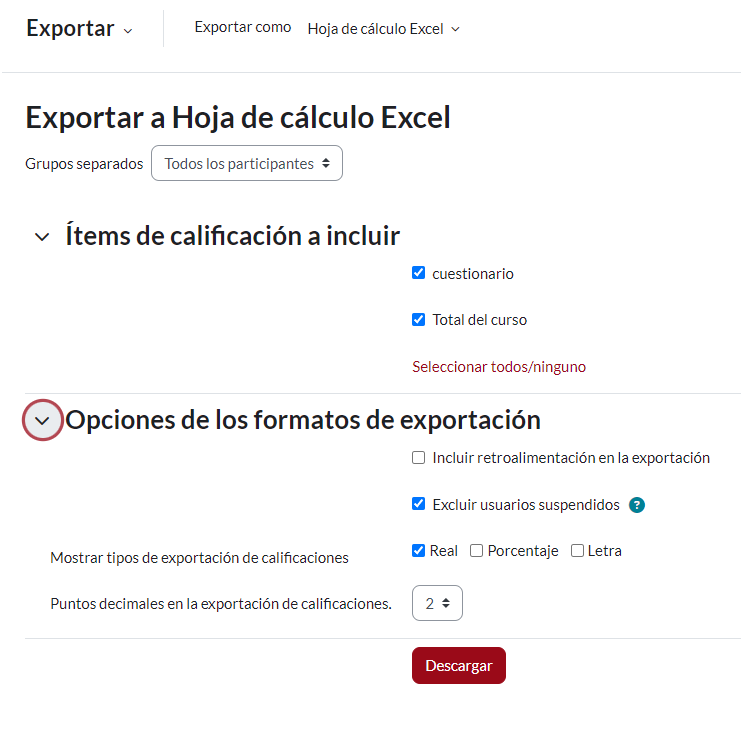 Exportar
Exportar como Hoja de cálculo Excel
Exportar a Hoja de cálculo Excel
Grupos separados Todos los participantes
Ítems de calificación a incluir
cuestionario
Total del curso
Seleccionar todos/ninguno
Opciones de los formatos de exportación
Incluir retroalimentación en la exportación
Excluir usuarios suspendidos ?
Mostrar tipos de exportación de calificaciones Real Porcentaje Letra
Puntos decimales en la exportación de calificaciones. 2
Descargar